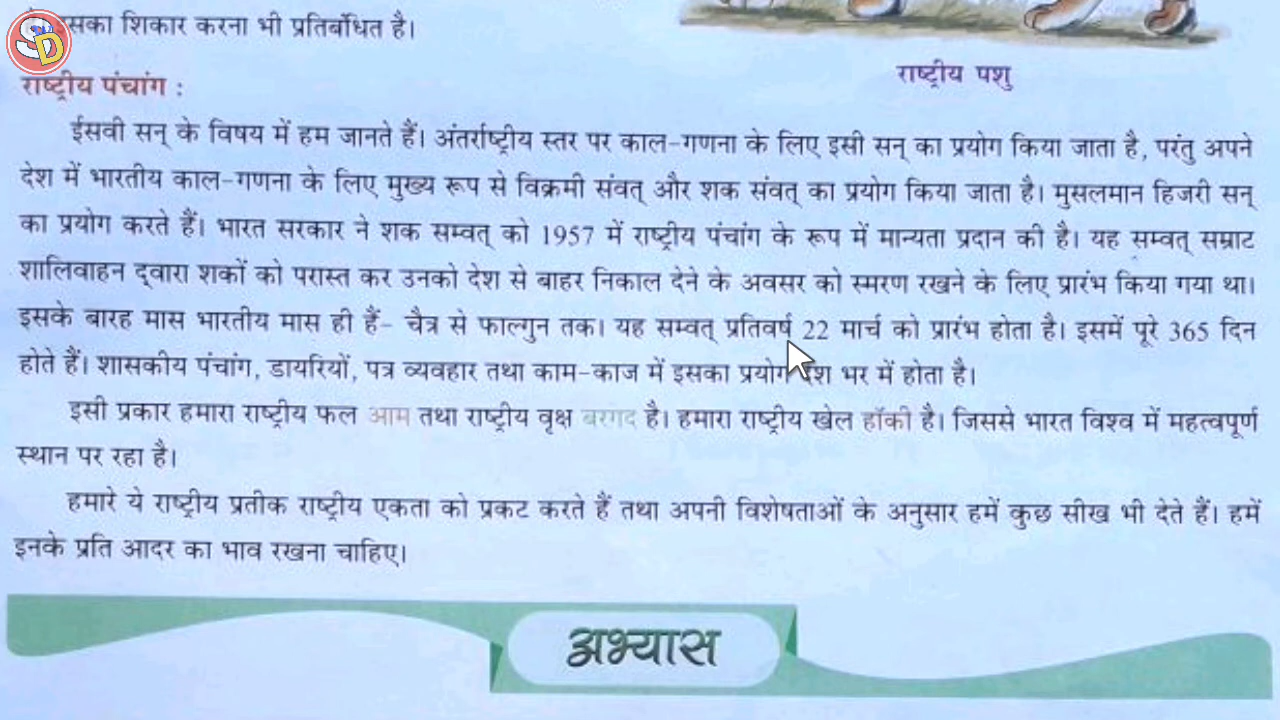 SD
सका शिकार करना भी प्रतिबंधित है।
राष्ट्रीय पशु
राष्ट्रीय पंचांग :
ईसवी सन् के विषय में हम जानते हैं। अंतर्राष्ट्रीय स्तर पर काल-गणना के लिए इसी सन् का प्रयोग किया जाता है, परंतु अपने
देश में भारतीय काल-गणना के लिए मुख्य रूप से विक्रमी संवत् और शक संवत् का प्रयोग किया जाता है। मुसलमान हिजरी सन्
का प्रयोग करते हैं। भारत सरकार ने शक सम्वत् को 1957 में राष्ट्रीय पंचांग के रूप में मान्यता प्रदान की है। यह सम्वत् सम्राट
शालिवाहन द्वारा शकों को परास्त कर उनको देश से बाहर निकाल देने के अवसर को स्मरण रखने के लिए प्रारंभ किया गया था।
इसके बारह मास भारतीय मास ही हैं- चैत्र से फाल्गुन तक। यह सम्वत् प्रतिवर्ष 22 मार्च को प्रारंभ होता है। इसमें पूरे 365 दिन
होते हैं। शासकीय पंचांग, डायरियों, पत्र व्यवहार तथा काम-काज में इसका प्रयोग देश भर में होता है।
इसी प्रकार हमारा राष्ट्रीय फल आम तथा राष्ट्रीय वृक्ष बरगद है। हमारा राष्ट्रीय खेल हॉकी है। जिससे भारत विश्व में महत्वपूर्ण
स्थान पर रहा है।
हमारे ये राष्ट्रीय प्रतीक राष्ट्रीय एकता को प्रकट करते हैं तथा अपनी विशेषताओं के अनुसार हमें कुछ सीख भी देते हैं। हमें
इनके प्रति आदर का भाव रखना चाहिए।
अभ्यास